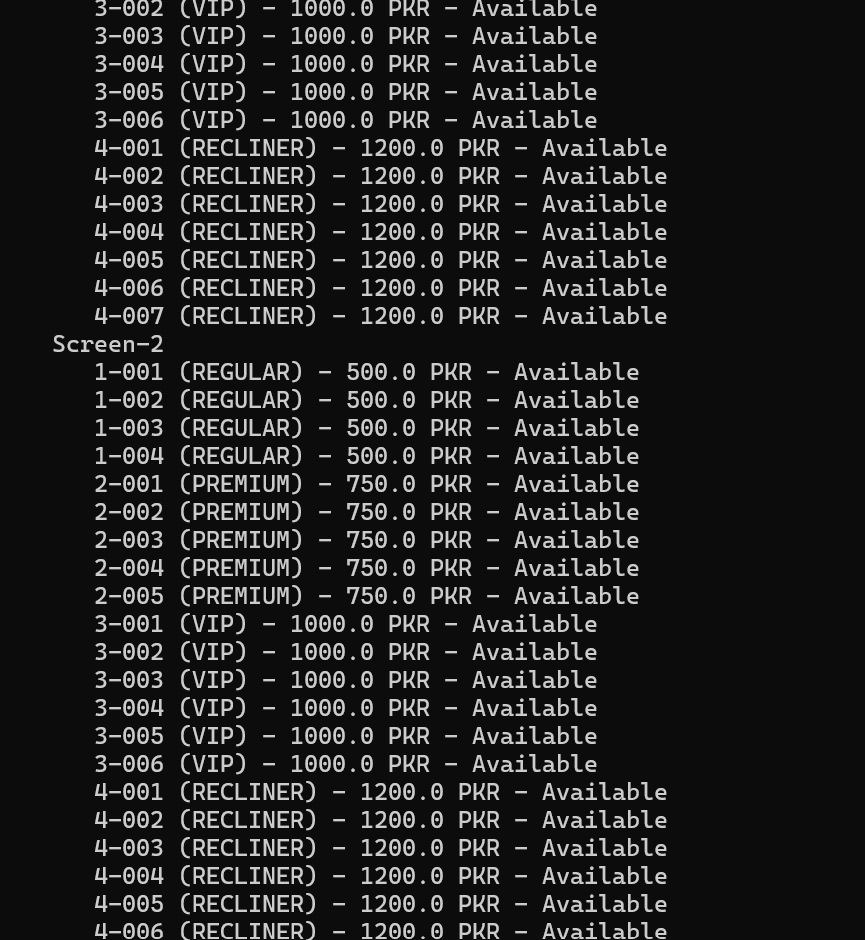 3-002 (VIP) - 1000.0 PKR - Available
3-003 (VIP) - 1000.0 PKR - Available
3-004 (VIP) - 1000.0 PKR - Available
3-005 (VIP) - 1000.0 PKR - Available
3-006 (VIP) - 1000.0 PKR - Available
4-001 (RECLINER) - 1200.0 PKR - Available
4-002 (RECLINER) - 1200.0 PKR - Available
4-003 (RECLINER) - 1200.0 PKR - Available
4-004 (RECLINER) - 1200.0 PKR - Available
4-005 (RECLINER) - 1200.0 PKR - Available
4-006 (RECLINER) - 1200.0 PKR - Available
4-007 (RECLINER) - 1200.0 PKR - Available
Screen-2
1-001 (REGULAR) - 500.0 PKR - Available
1-002 (REGULAR) - 500.0 PKR - Available
1-003 (REGULAR) - 500.0 PKR - Available
1-004 (REGULAR) - 500.0 PKR - Available
2-001 (PREMIUM) - 750.0 PKR - Available
2-002 (PREMIUM) - 750.0 PKR - Available
2-003 (PREMIUM) - 750.0 PKR - Available
2-004 (PREMIUM) - 750.0 PKR - Available
2-005 (PREMIUM) - 750.0 PKR - Available
3-001 (VIP) - 1000.0 PKR - Available
3-002 (VIP) - 1000.0 PKR - Available
3-003 (VIP) - 1000.0 PKR - Available
3-004 (VIP) - 1000.0 PKR - Available
3-005 (VIP) - 1000.0 PKR - Available
3-006 (VIP) - 1000.0 PKR - Available
4-001 (RECLINER) - 1200.0 PKR - Available
4-002 (RECLINER) - 1200.0 PKR - Available
4-003 (RECLINER) - 1200.0 PKR - Available
4-004 (RECLINER) - 1200.0 PKR - Available
4-005 (RECLINER) - 1200.0 PKR - Available
4-006 (RECLINER) - 1200.0 PKR - Available